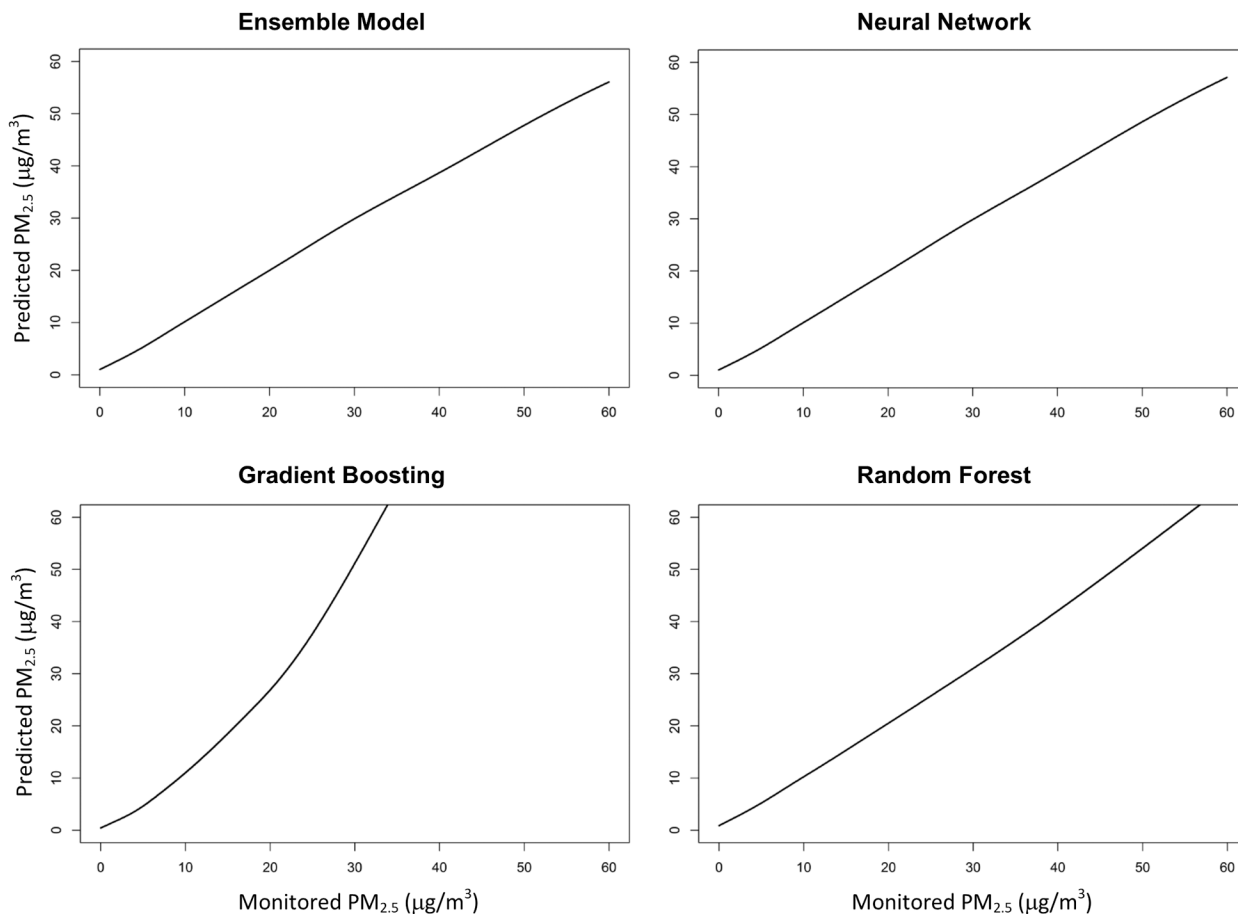 Ensemble Model
Neural Network
Predicted PM2.5 (µg/m³)
60
50
40
30
20
10
0
0 10 20 30 40 50 60
60
50
40
30
20
10
0
0 10 20 30 40 50 60
Gradient Boosting
Random Forest
Predicted PM2.5 (µg/m³)
60
50
40
30
20
10
0
0 10 20 30 40 50 60
Monitored PM2.5 (µg/m³)
60
50
40
30
20
10
0
0 10 20 30 40 50 60
Monitored PM2.5 (µg/m³)